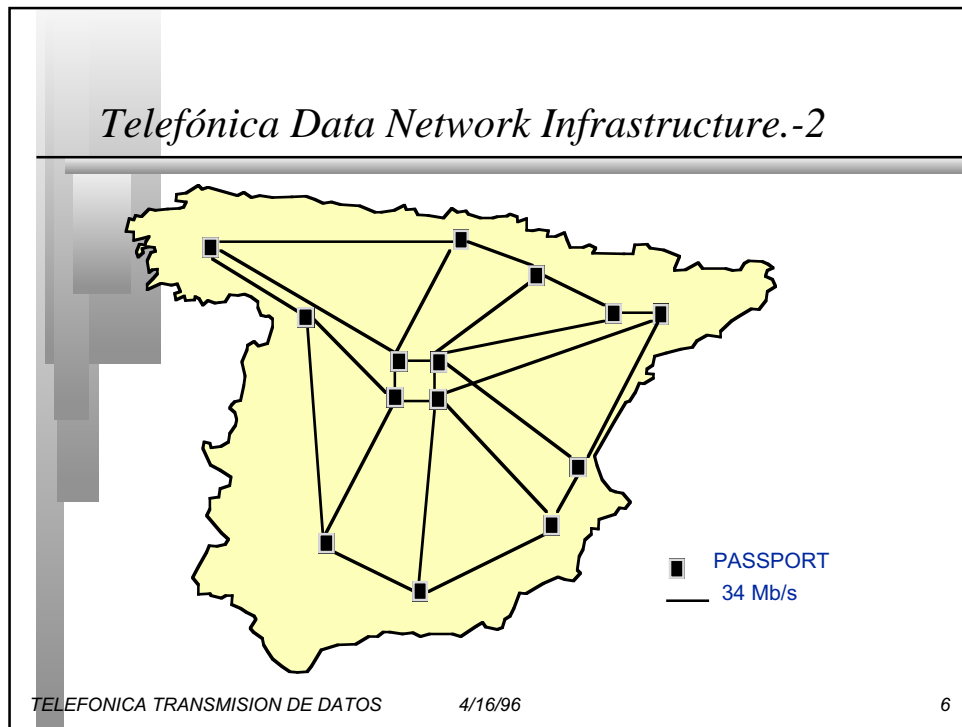 Telefónica Data Network Infrastructure.-2
PASSPORT
34 Mb/s
TELEFONICA TRANSMISION DE DATOS 4/16/96 6